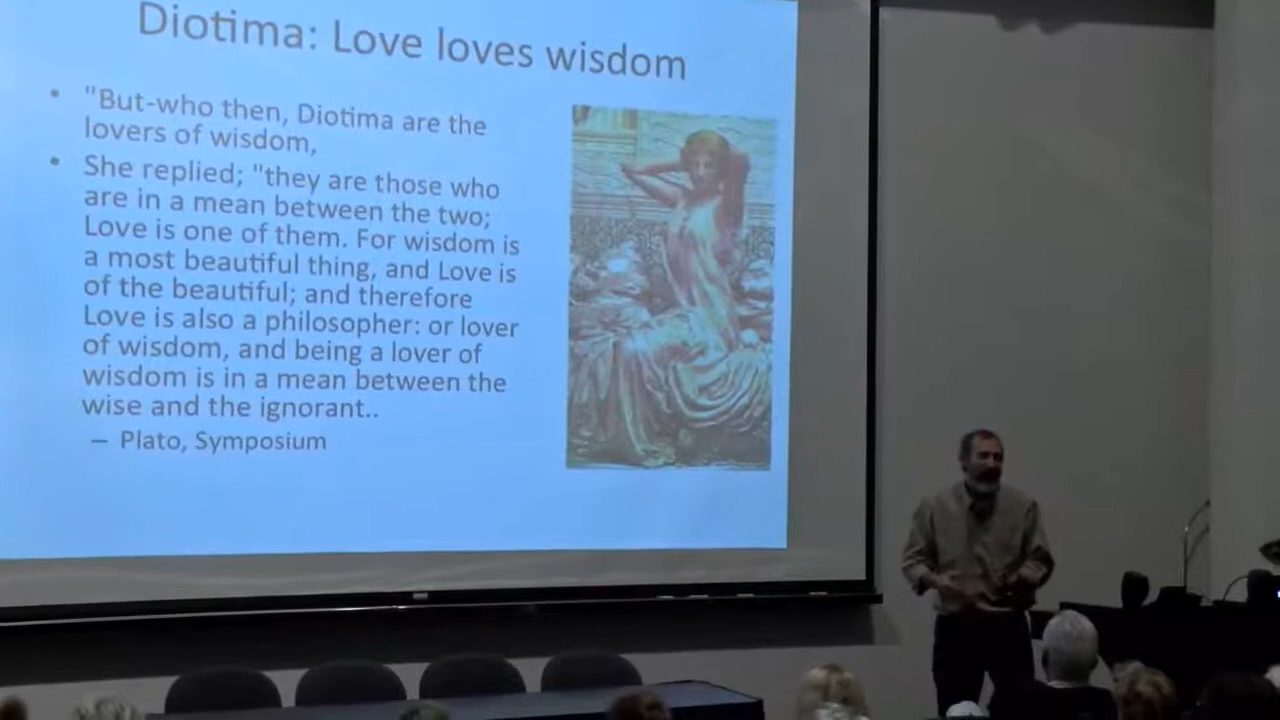 Diotima: Love loves wisdom
• "But-who then, Diotima are the
lovers of wisdom,
• She replied; "they are those who
are in a mean between the two;
Love is one of them. For wisdom is
a most beautiful thing, and Love is
of the beautiful; and therefore
Love is also a philosopher: or lover
of wisdom, and being a lover of
wisdom is in a mean between the
wise and the ignorant..
– Plato, Symposium